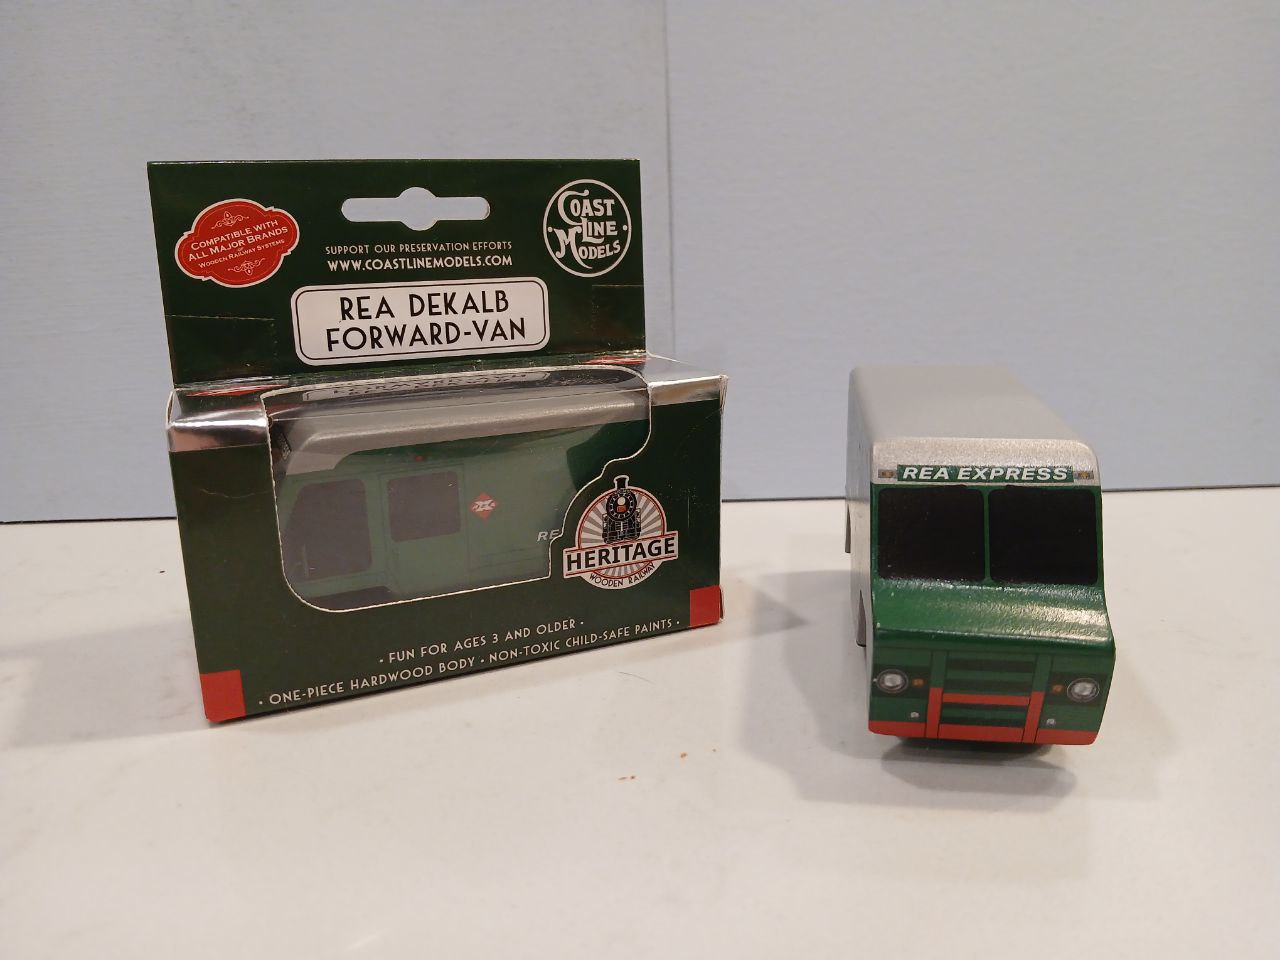 COMPATIBLE WITH
ALL MAJOR BRANDS
OF
WOODEN RAILWAY SYSTEMS
SUPPORT OUR PRESERVATION EFFORTS
WWW.COASTLINEMODELS.COM
COAST
LINE
MODELS
REA DEKALB
FORWARD-VAN
RE
HERITAGE
WOODEN RAILWAY
• FUN FOR AGES 3 AND OLDER •
• ONE-PIECE HARDWOOD BODY • NON-TOXIC CHILD-SAFE PAINTS •
REA EXPRESS